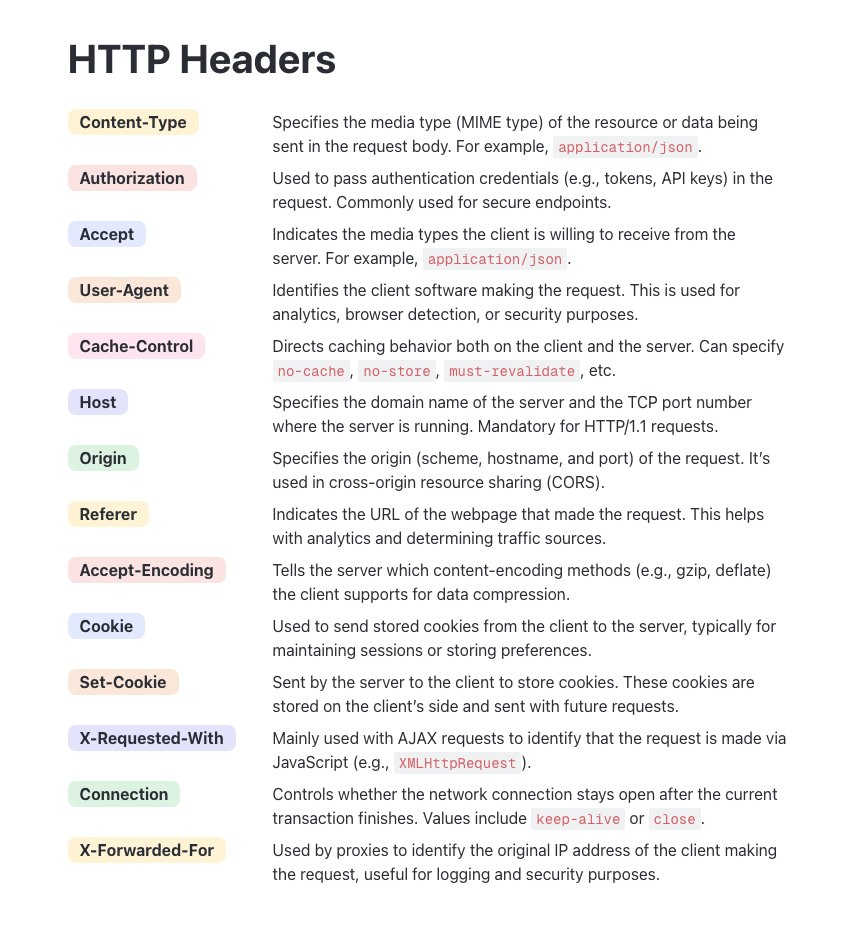 HTTP Headers
Content-Type
Specifies the media type (MIME type) of the resource or data being
sent in the request body. For example, application/json.
Authorization
Used to pass authentication credentials (e.g., tokens, API keys) in the
request. Commonly used for secure endpoints.
Accept
Indicates the media types the client is willing to receive from the
server. For example, application/json.
User-Agent
Identifies the client software making the request. This is used for
analytics, browser detection, or security purposes.
Cache-Control
Directs caching behavior both on the client and the server. Can specify
no-cache, no-store, must-revalidate, etc.
Host
Specifies the domain name of the server and the TCP port number
where the server is running. Mandatory for HTTP/1.1 requests.
Origin
Specifies the origin (scheme, hostname, and port) of the request. It’s
used in cross-origin resource sharing (CORS).
Referer
Indicates the URL of the webpage that made the request. This helps
with analytics and determining traffic sources.
Accept-Encoding
Tells the server which content-encoding methods (e.g., gzip, deflate)
the client supports for data compression.
Cookie
Used to send stored cookies from the client to the server, typically for
maintaining sessions or storing preferences.
Set-Cookie
Sent by the server to the client to store cookies. These cookies are
stored on the client’s side and sent with future requests.
X-Requested-With
Mainly used with AJAX requests to identify that the request is made via
JavaScript (e.g., XMLHttpRequest).
Connection
Controls whether the network connection stays open after the current
transaction finishes. Values include keep-alive or close.
X-Forwarded-For
Used by proxies to identify the original IP address of the client making
the request, useful for logging and security purposes.